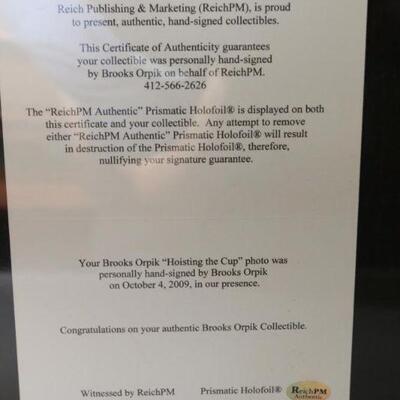 Reich Publishing & Marketing (ReichPM), is proud
to present, authentic, hand-signed collectibles.
This Certificate of Authenticity guarantees
your collectible was personally hand-signed
by Brooks Orpik on behalf of ReichPM.
412-566-2626
The "ReichPM Authentic" Prismatic Holofoil® is displayed on both
this certificate and your collectible. Any attempt to remove
either "ReichPM Authentic" Prismatic Holofoil® will result
in destruction of the Prismatic Holofoil®, therefore,
nullifying your signature guarantee.
Your Brooks Orpik "Hoisting the Cup" photo was
personally hand-signed by Brooks Orpik
on October 4, 2009, in our presence.
Congratulations on your authentic Brooks Orpik Collectible.
Witnessed by ReichPM Prismatic Holofoil®
ReichPM
Authentic